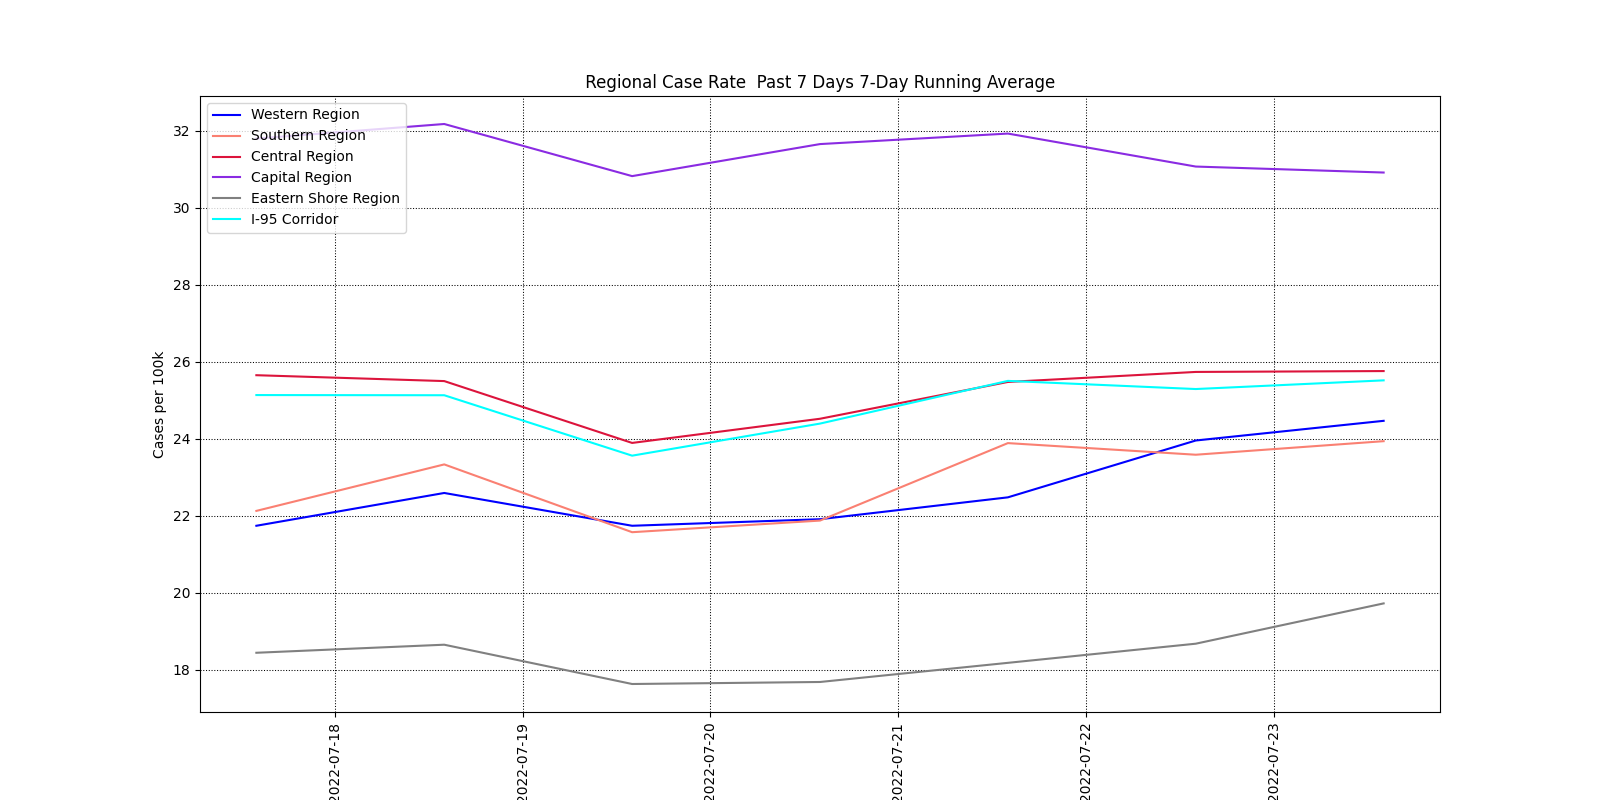 Regional Case Rate  Past 7 Days 7-Day Running Average
Western Region
Southern Region
Central Region
Capital Region
Eastern Shore Region
I-95 Corridor
Cases per 100k
32
30
28
26
24
22
20
18
2022-07-18
2022-07-19
2022-07-20
2022-07-21
2022-07-22
2022-07-23